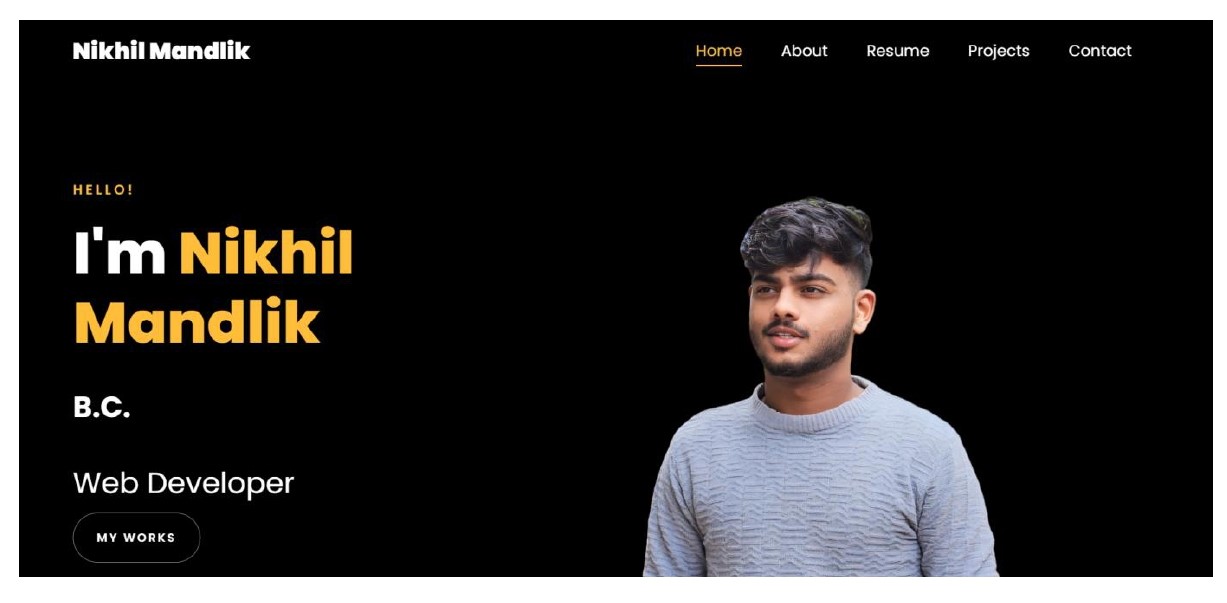 Nikhil Mandlik
Home About Resume Projects Contact
HELLO!
I'm Nikhil
Mandlik
B.C.
Web Developer
MY WORKS